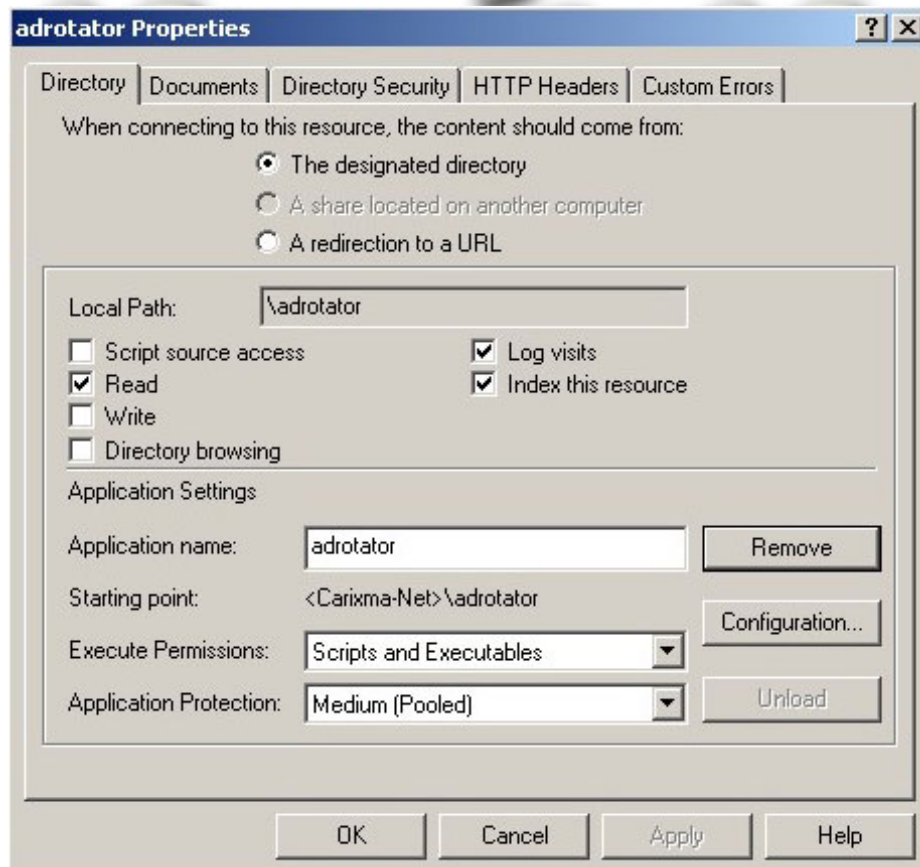 adrotator Properties
Directory Documents Directory Security HTTP Headers Custom Errors
When connecting to this resource, the content should come from:
The designated directory
A share located on another computer
A redirection to a URL
Local Path: \adrotator
Script source access Log visits
Read Index this resource
Write
Directory browsing
Application Settings
Application name: adrotator Remove
Starting point: <Carixma-Net>\adrotator
Configuration...
Execute Permissions: Scripts and Executables
Application Protection: Medium (Pooled) Unload
OK Cancel Apply Help